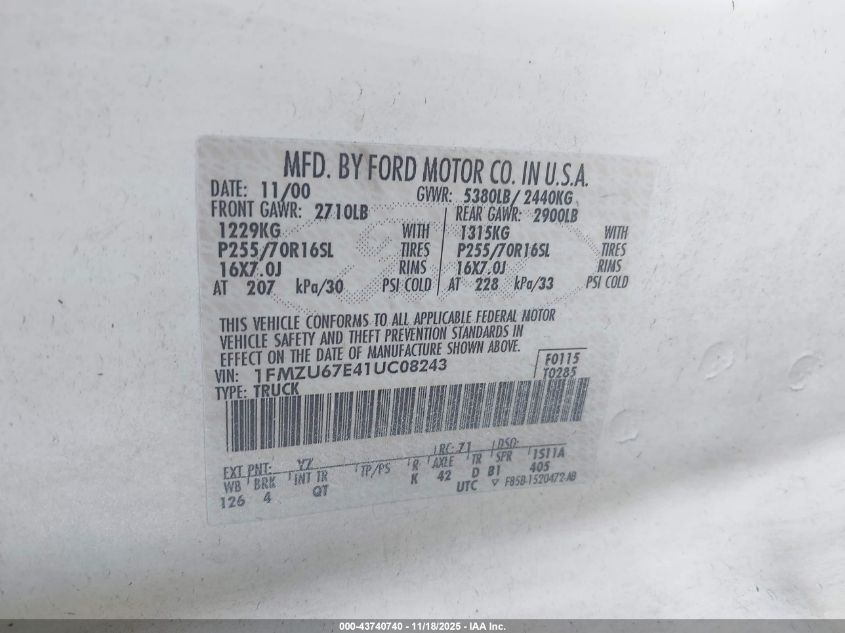 MFD. BY FORD MOTOR CO. IN U.S.A.
DATE: 11/00 GVWR: 5380LB/ 2440KG
FRONT GAWR: 2710LB REAR GAWR: 2900LB
1229KG WITH 1315KG WITH
P255/70R16SL TIRES P255/70R16SL TIRES
16X7.0J RIMS 16X7.0J RIMS
AT 207 kPa/30 PSI COLD AT 228 kPa/33 PSI COLD
THIS VEHICLE CONFORMS TO ALL APPLICABLE FEDERAL MOTOR
VEHICLE SAFETY AND THEFT PREVENTION STANDARDS IN
EFFECT ON THE DATE OF MANUFACTURE SHOWN ABOVE.
VIN: 1FMZU67E41UC08243 F0115
TYPE: TRUCK T0285
EXT PNT: YZ RC: 71 DSO:
WB BRK INT TR TP/PS R AXLE TR SPR 1S11A
126 4 QT K 42 D B1 405
UTC ▽ F85B-1520472-AB
000-43740740 - 11/18/2025 - IAA Inc.